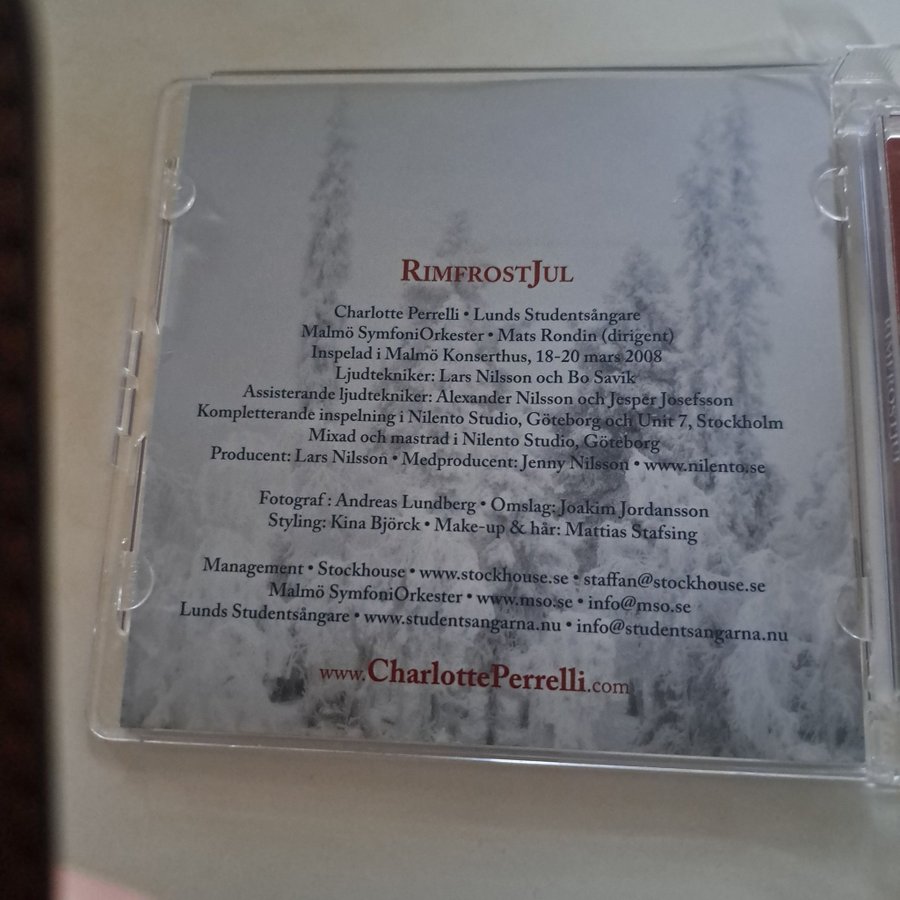 RimfrostJul
Charlotte Perrelli • Lunds Studentsångare
Malmö SymfoniOrkester • Mats Rondin (dirigent)
Inspelad i Malmö Konserthus, 18-20 mars 2008
Ljudtekniker: Lars Nilsson och Bo Savik
Assisterande ljudtekniker: Alexander Nilsson och Jesper Josefsson
Kompletterande inspelning i Nilento Studio, Göteborg och Unit 7, Stockholm
Mixad och mastrad i Nilento Studio, Göteborg
Producent: Lars Nilsson • Medproducent: Jenny Nilsson • www.nilento.se
Fotograf : Andreas Lundberg • Omslag: Joakim Jordansson
Styling: Kina Björck • Make-up & hår: Mattias Stafsing
Management • Stockhouse • www.stockhouse.se • staffan@stockhouse.se
Malmö SymfoniOrkester • www.mso.se • info@mso.se
Lunds Studentsångare • www.studentsangarna.nu • info@studentsangarna.nu
www.CharlottePerrelli.com